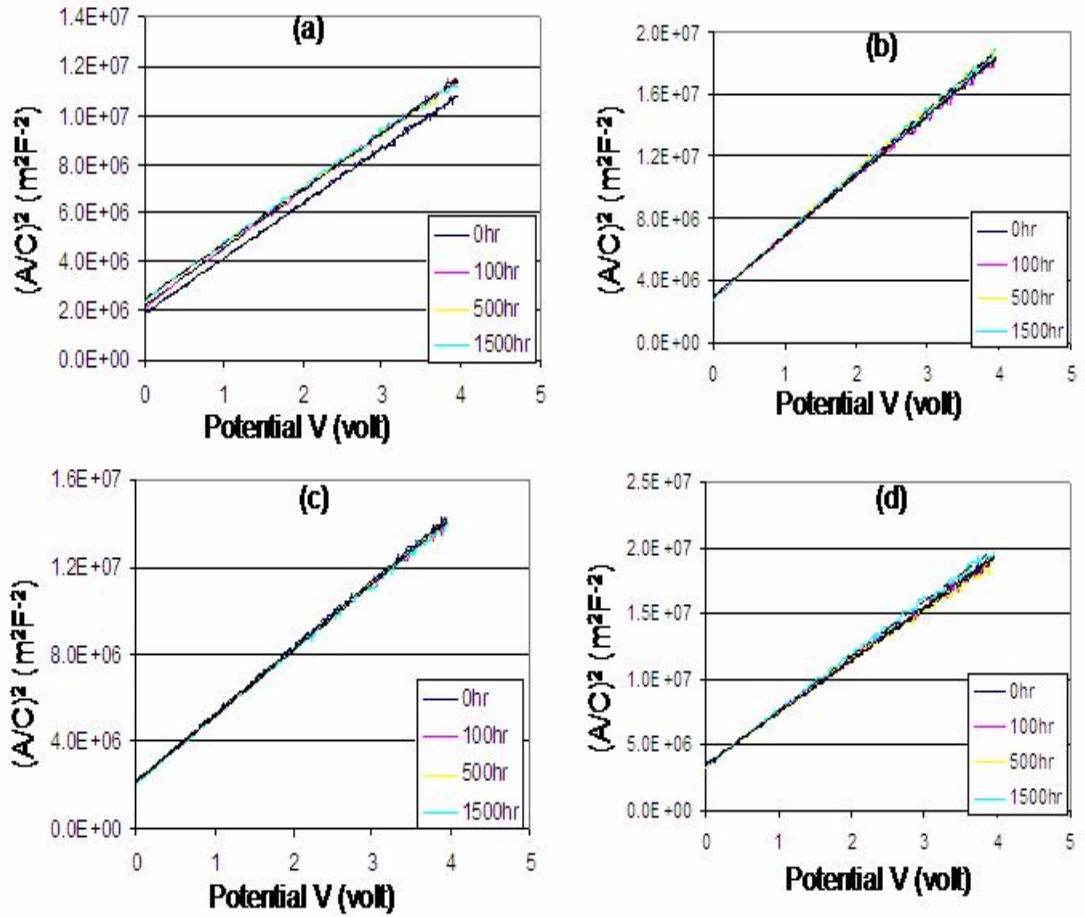 (a)
1.4E+07
1.2E+07
1.0E+07
8.0E+06
6.0E+06
4.0E+06
2.0E+06
0.0E+00
(A/C)² (m²F⁻²)
0 1 2 3 4 5
Potential V (volt)
0hr
100hr
500hr
1500hr
(b)
2.0E+07
1.6E+07
1.2E+07
8.0E+06
4.0E+06
0.0E+00
(A/C)² (m²F⁻²)
0 1 2 3 4 5
Potential V (volt)
0hr
100hr
500hr
1500hr
(c)
1.6E+07
1.2E+07
8.0E+06
4.0E+06
0.0E+00
(A/C)² (m²F⁻²)
0 1 2 3 4 5
Potential V (volt)
0hr
100hr
500hr
1500hr
(d)
2.5E+07
2.0E+07
1.5E+07
1.0E+07
5.0E+06
0.0E+00
(A/C)² (m²F⁻²)
0 1 2 3 4 5
Potential V (volt)
0hr
100hr
500hr
1500hr